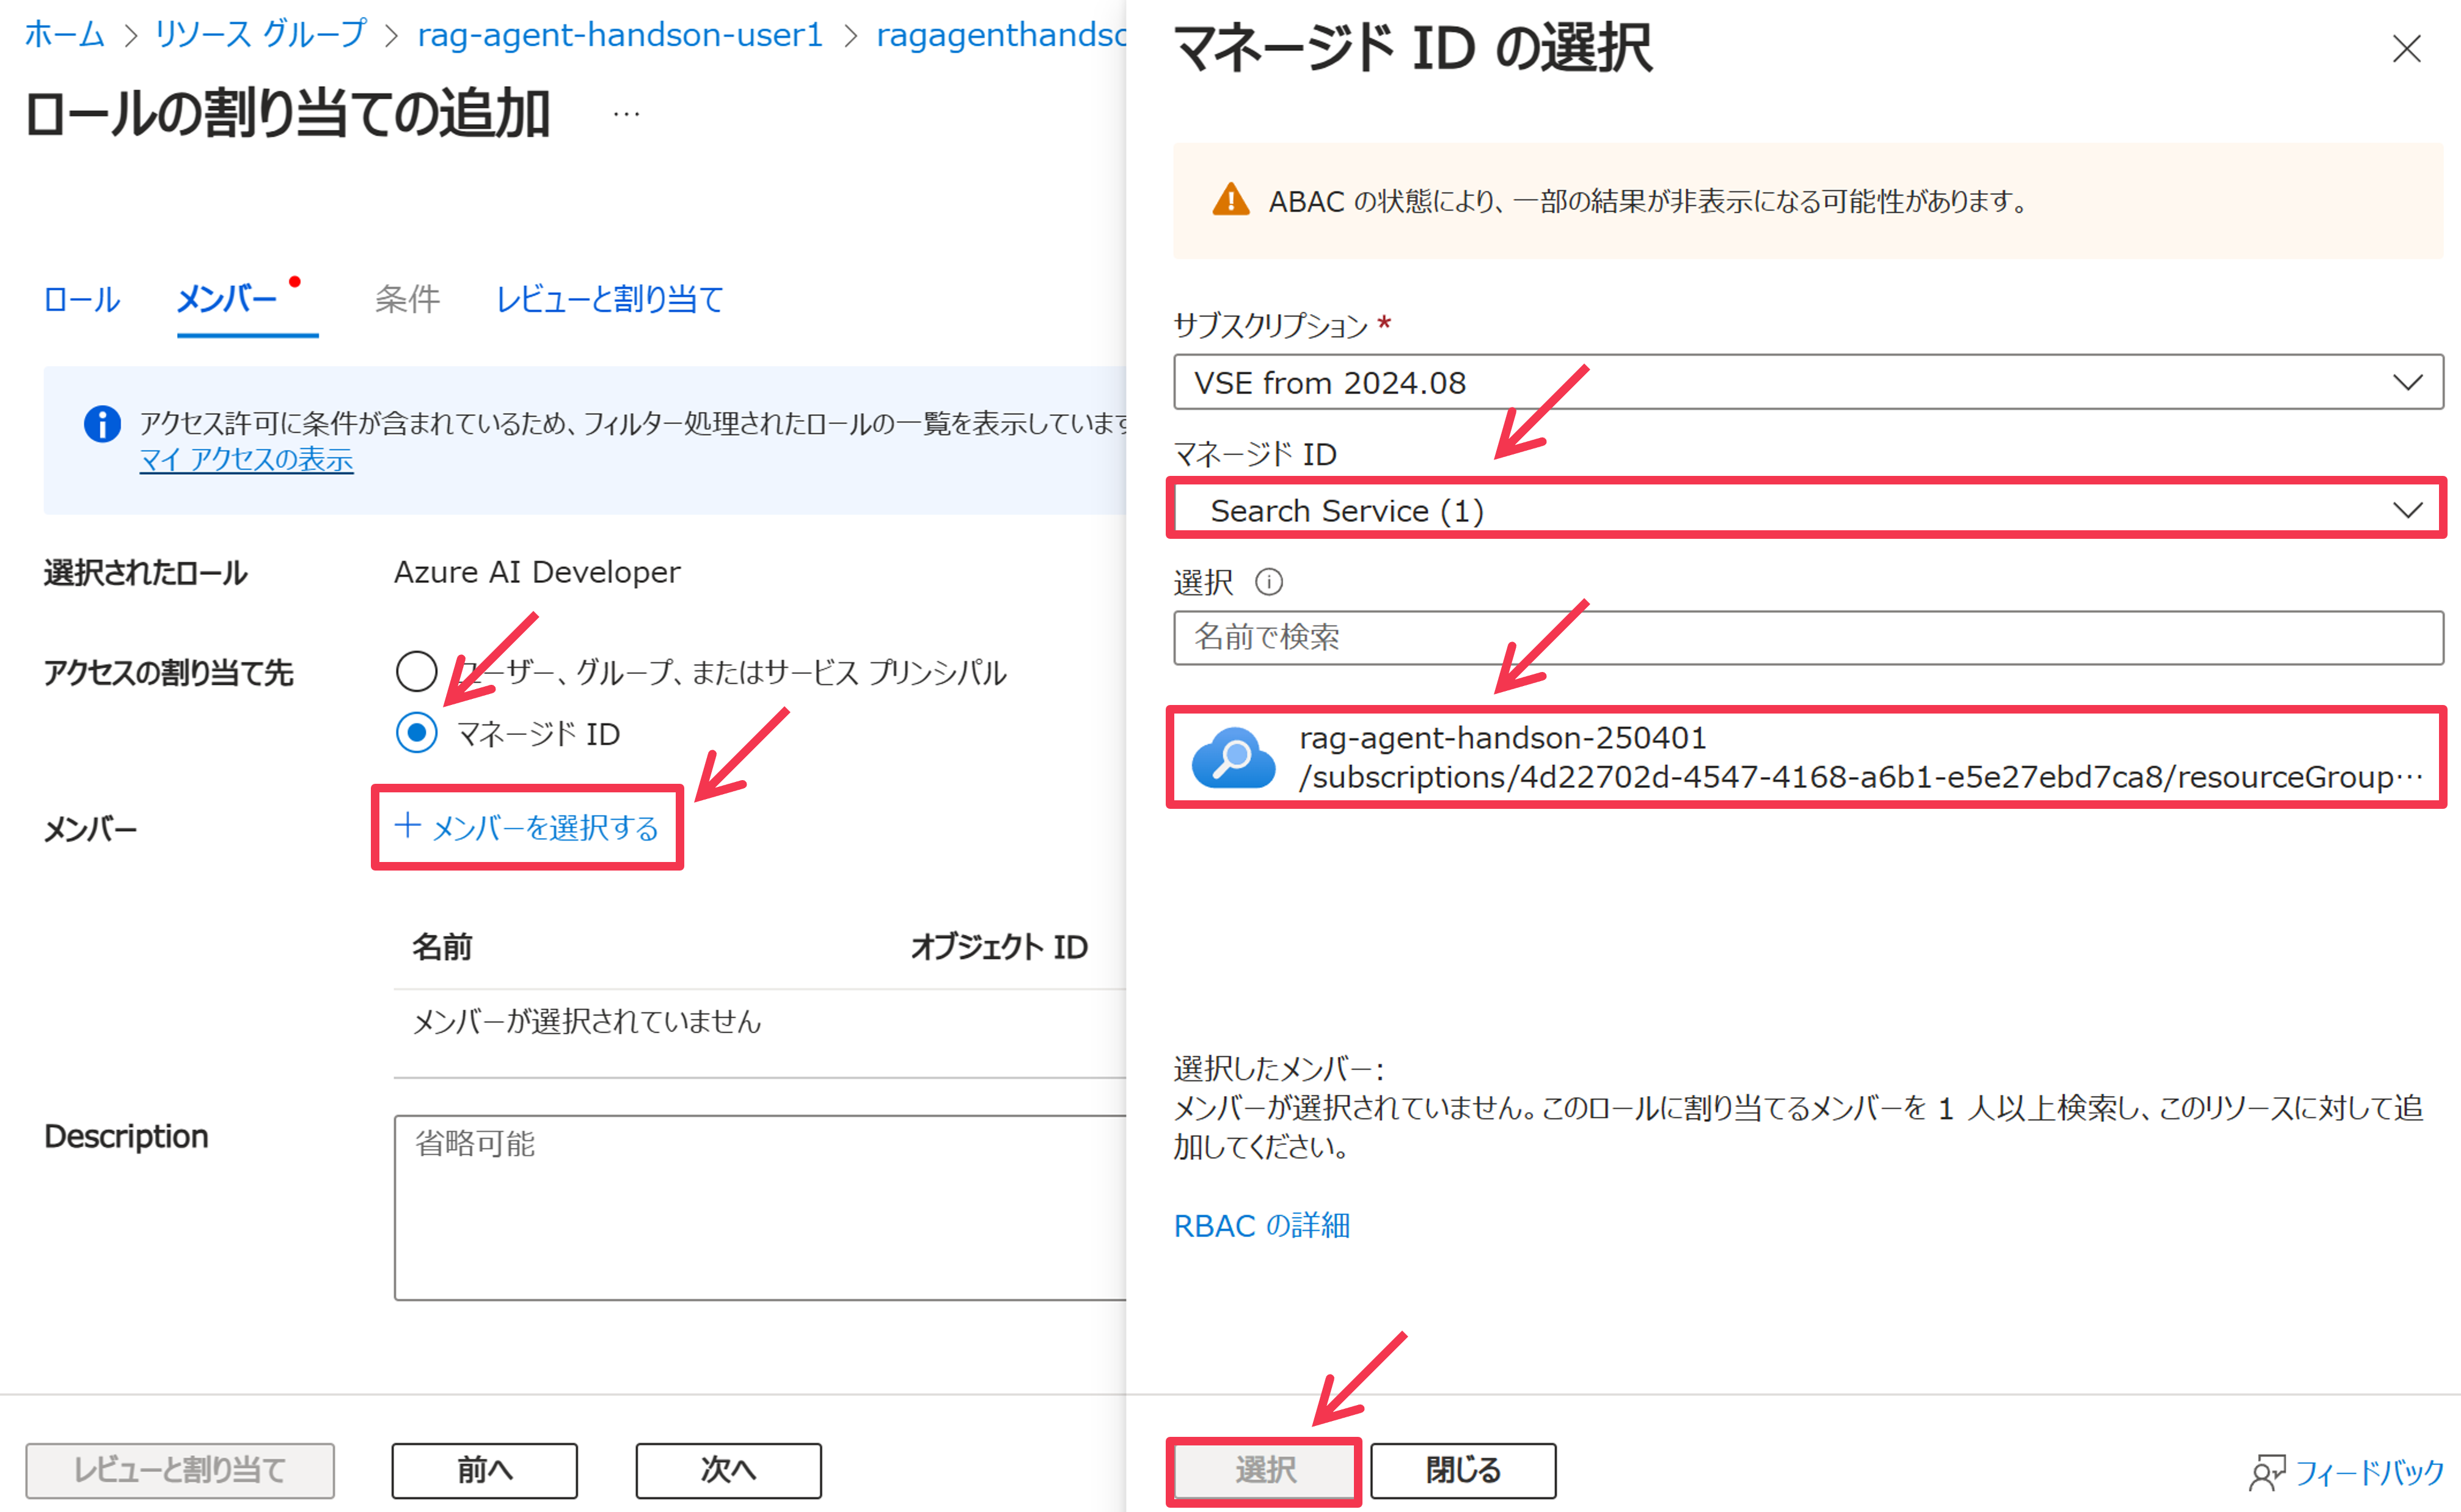 ホーム > リソース グループ > rag-agent-handson-user1 > ragagenthandso
ロールの割り当ての追加 …
ロール メンバー 条件 レビューと割り当て
アクセス許可に条件が含まれているため、フィルター処理されたロールの一覧を表示しています
マイ アクセスの表示
選択されたロール Azure AI Developer
アクセスの割り当て先 ユーザー、グループ、またはサービス プリンシパル
マネージド ID
メンバー + メンバーを選択する
名前 オブジェクト ID
メンバーが選択されていません
Description 省略可能
レビューと割り当て 前へ 次へ
マネージド ID の選択
ABAC の状態により、一部の結果が非表示になる可能性があります。
サブスクリプション *
VSE from 2024.08
マネージド ID
Search Service (1)
選択
名前で検索
rag-agent-handson-250401
/subscriptions/4d22702d-4547-4168-a6b1-e5e27ebd7ca8/resourceGroup…
選択したメンバー:
メンバーが選択されていません。このロールに割り当てるメンバーを 1 人以上検索し、このリソースに対して追
加してください。
RBAC の詳細
選択 閉じる フィードバック